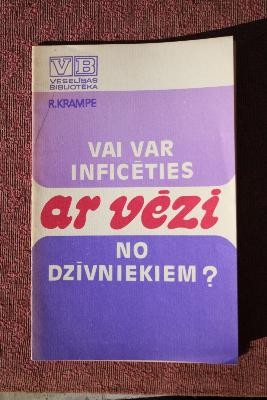 VB
VESELĪBAS
BIBLIOTĒKA
R.KRAMPE
VAI VAR
INFICĒTIES
ar vēzi
NO
DZĪVNIEKIEM?